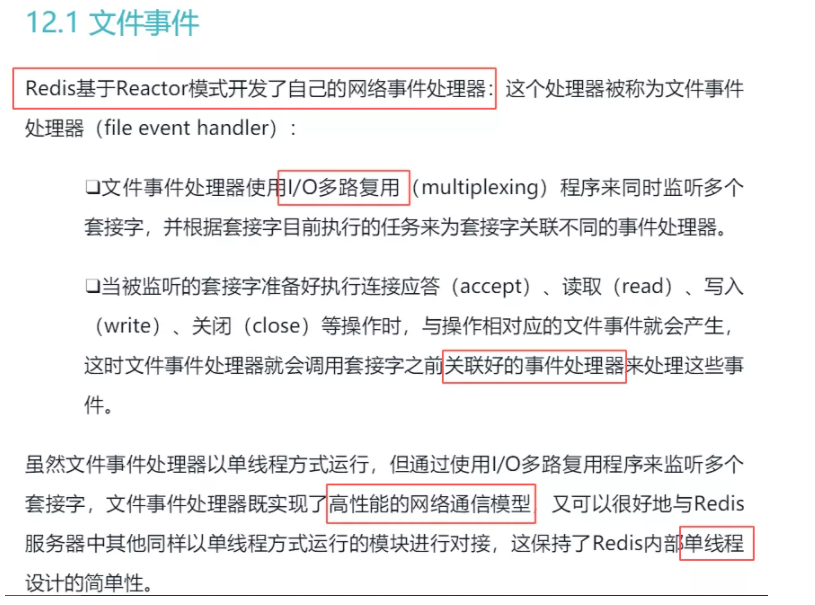 12.1 文件事件
Redis基于Reactor模式开发了自己的网络事件处理器：这个处理器被称为文件事件
处理器（file event handler）：
❑文件事件处理器使用I/O多路复用（multiplexing）程序来同时监听多个
套接字，并根据套接字目前执行的任务来为套接字关联不同的事件处理器。
❑当被监听的套接字准备好执行连接应答（accept）、读取（read）、写入
（write）、关闭（close）等操作时，与操作相对应的文件事件就会产生，
这时文件事件处理器就会调用套接字之前关联好的事件处理器来处理这些事
件。
虽然文件事件处理器以单线程方式运行，但通过使用I/O多路复用程序来监听多个
套接字，文件事件处理器既实现了高性能的网络通信模型，又可以很好地与Redis
服务器中其他同样以单线程方式运行的模块进行对接，这保持了Redis内部单线程
设计的简单性。